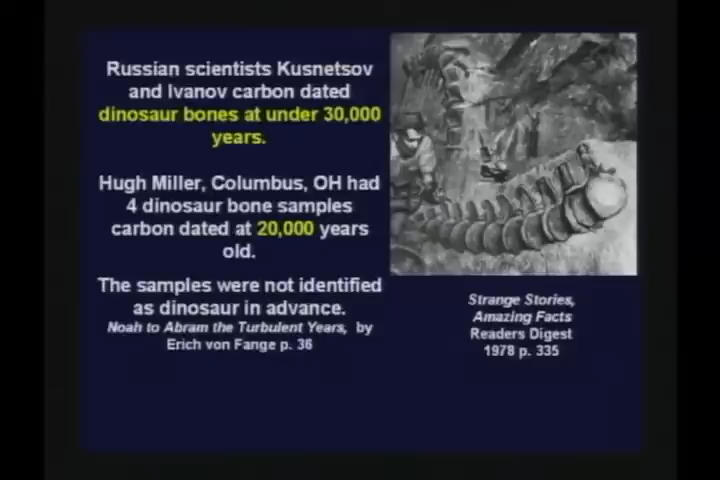 Russian scientists Kusnetsov
and Ivanov carbon dated
dinosaur bones at under 30,000
years.
Hugh Miller, Columbus, OH had
4 dinosaur bone samples
carbon dated at 20,000 years
old.
The samples were not identified
as dinosaur in advance.
Noah to Abram the Turbulent Years, by
Erich von Fange p. 36
Strange Stories,
Amazing Facts
Readers Digest
1978 p. 335